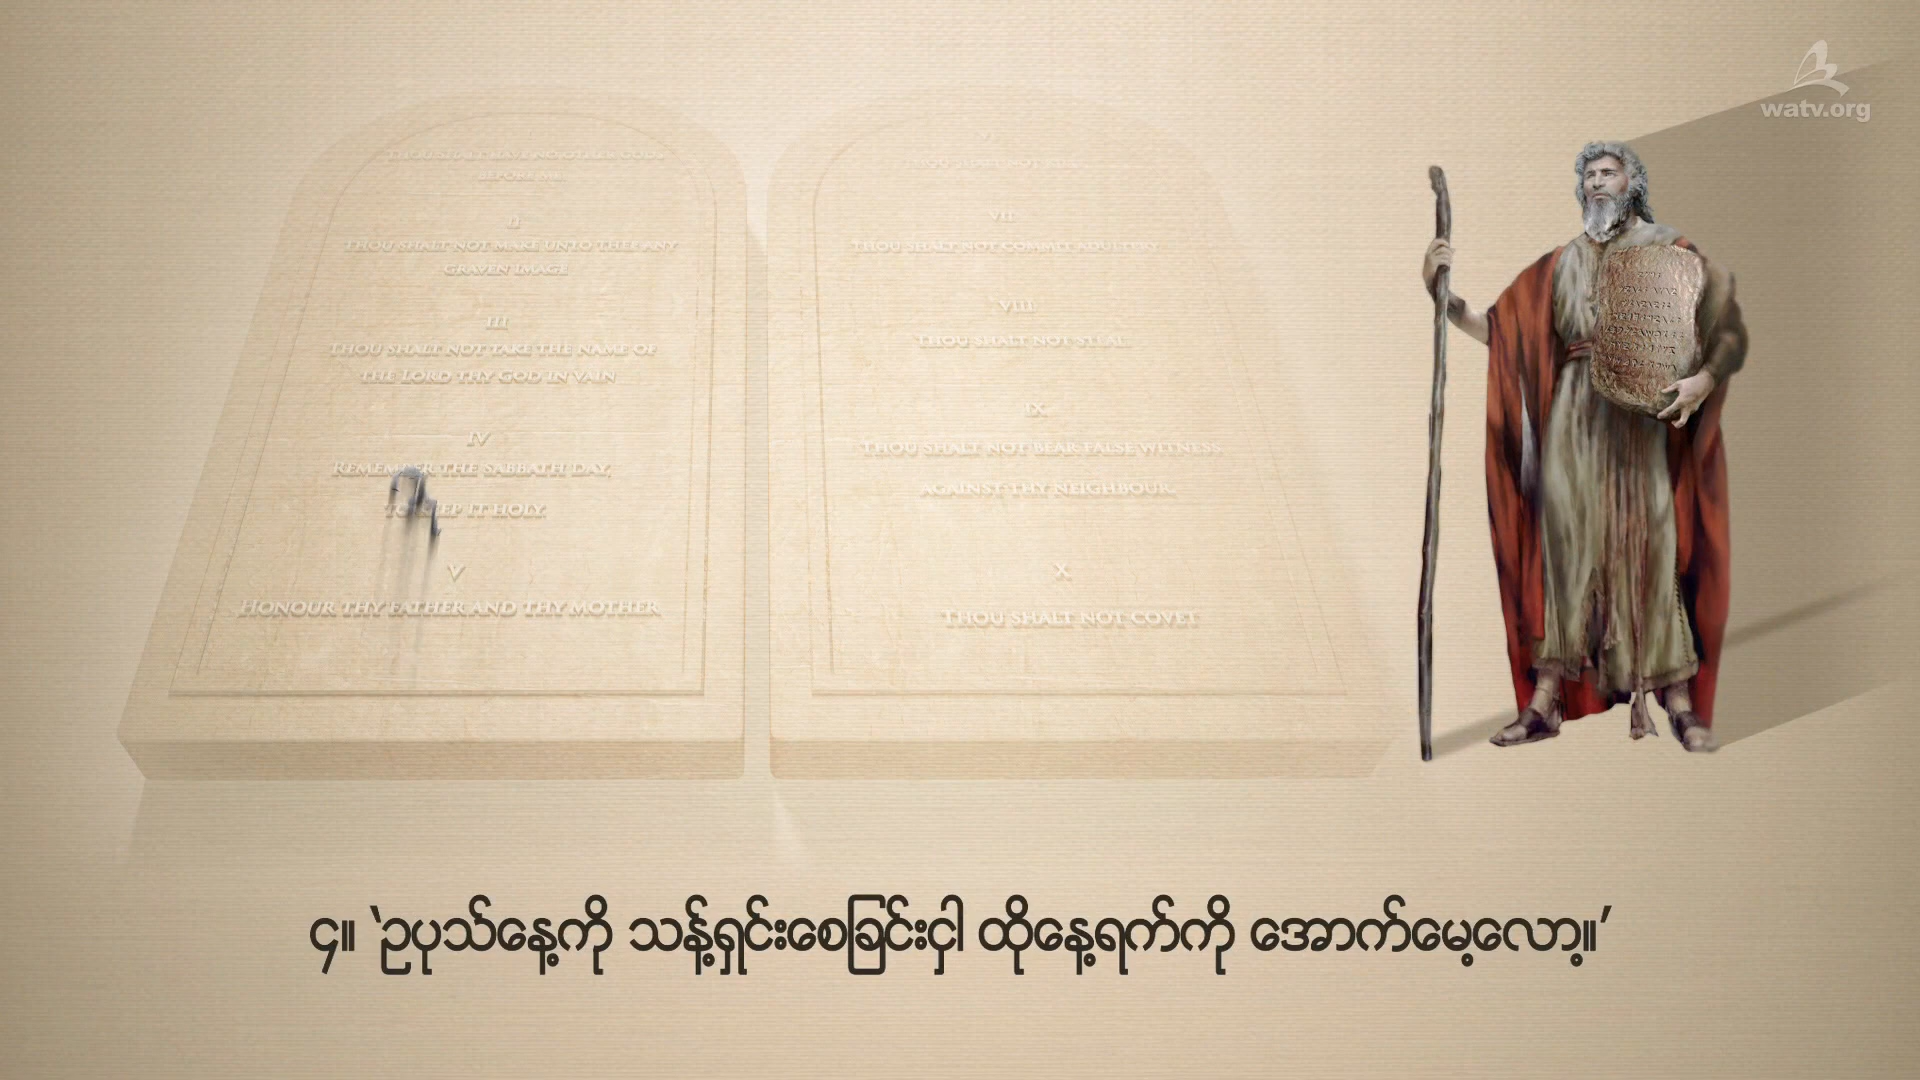 watv.org
THOU SHALT HAVE NO OTHER GODS
BEFORE ME
II
THOU SHALT NOT MAKE UNTO THEE ANY
GRAVEN IMAGE
III
THOU SHALT NOT TAKE THE NAME OF
THE LORD THY GOD IN VAIN
IV
REMEMBER THE SABBATH DAY,
TO KEEP IT HOLY.
V
HONOUR THY FATHER AND THY MOTHER
VII
THOU SHALT NOT COMMIT ADULTERY
VIII
THOU SHALT NOT STEAL.
IX
THOU SHALT NOT BEAR FALSE WITNESS
AGAINST THY NEIGHBOUR.
X
THOU SHALT NOT COVET
၄။ ‘ဥပုသ်နေ့ကို သန့်ရှင်းစေခြင်းငှါ ထိုနေ့ရက်ကို အောက်မေ့လော့။’